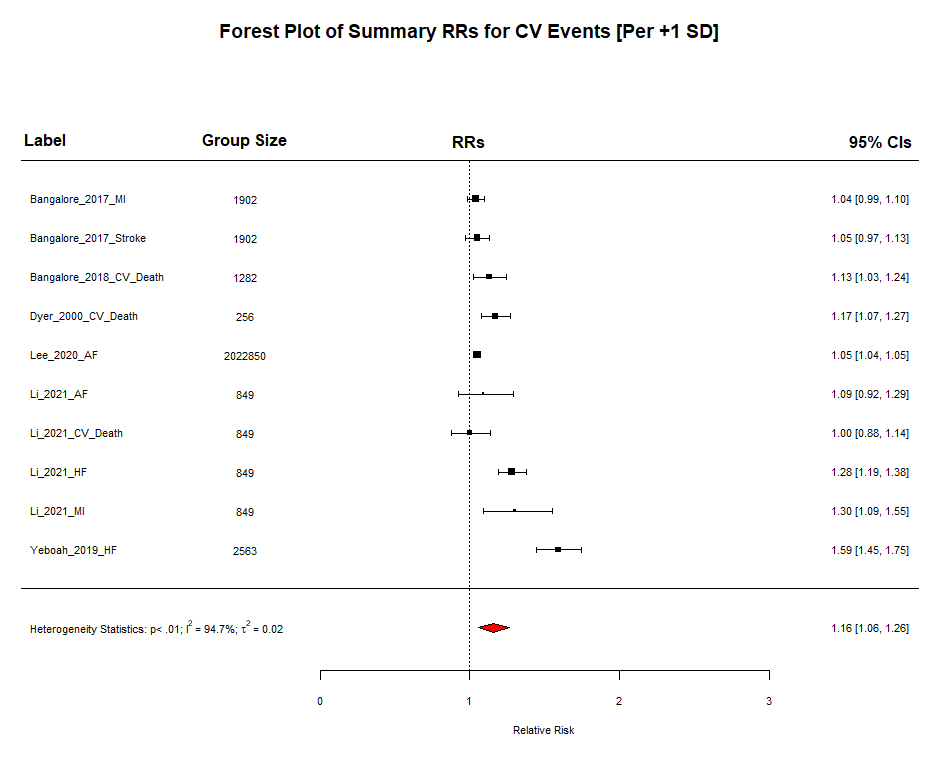 Forest Plot of Summary RRs for CV Events [Per +1 SD]
Label Group Size RRs 95% CIs
Bangalore_2017_MI 1902 1.04 [0.99, 1.10]
Bangalore_2017_Stroke 1902 1.05 [0.97, 1.13]
Bangalore_2018_CV_Death 1282 1.13 [1.03, 1.24]
Dyer_2000_CV_Death 256 1.17 [1.07, 1.27]
Lee_2020_AF 2022850 1.05 [1.04, 1.05]
Li_2021_AF 849 1.09 [0.92, 1.29]
Li_2021_CV_Death 849 1.00 [0.88, 1.14]
Li_2021_HF 849 1.28 [1.19, 1.38]
Li_2021_MI 849 1.30 [1.09, 1.55]
Yeboah_2019_HF 2563 1.59 [1.45, 1.75]
Heterogeneity Statistics: p< .01; I² = 94.7%; τ² = 0.02 1.16 [1.06, 1.26]
0 1 2 3
Relative Risk